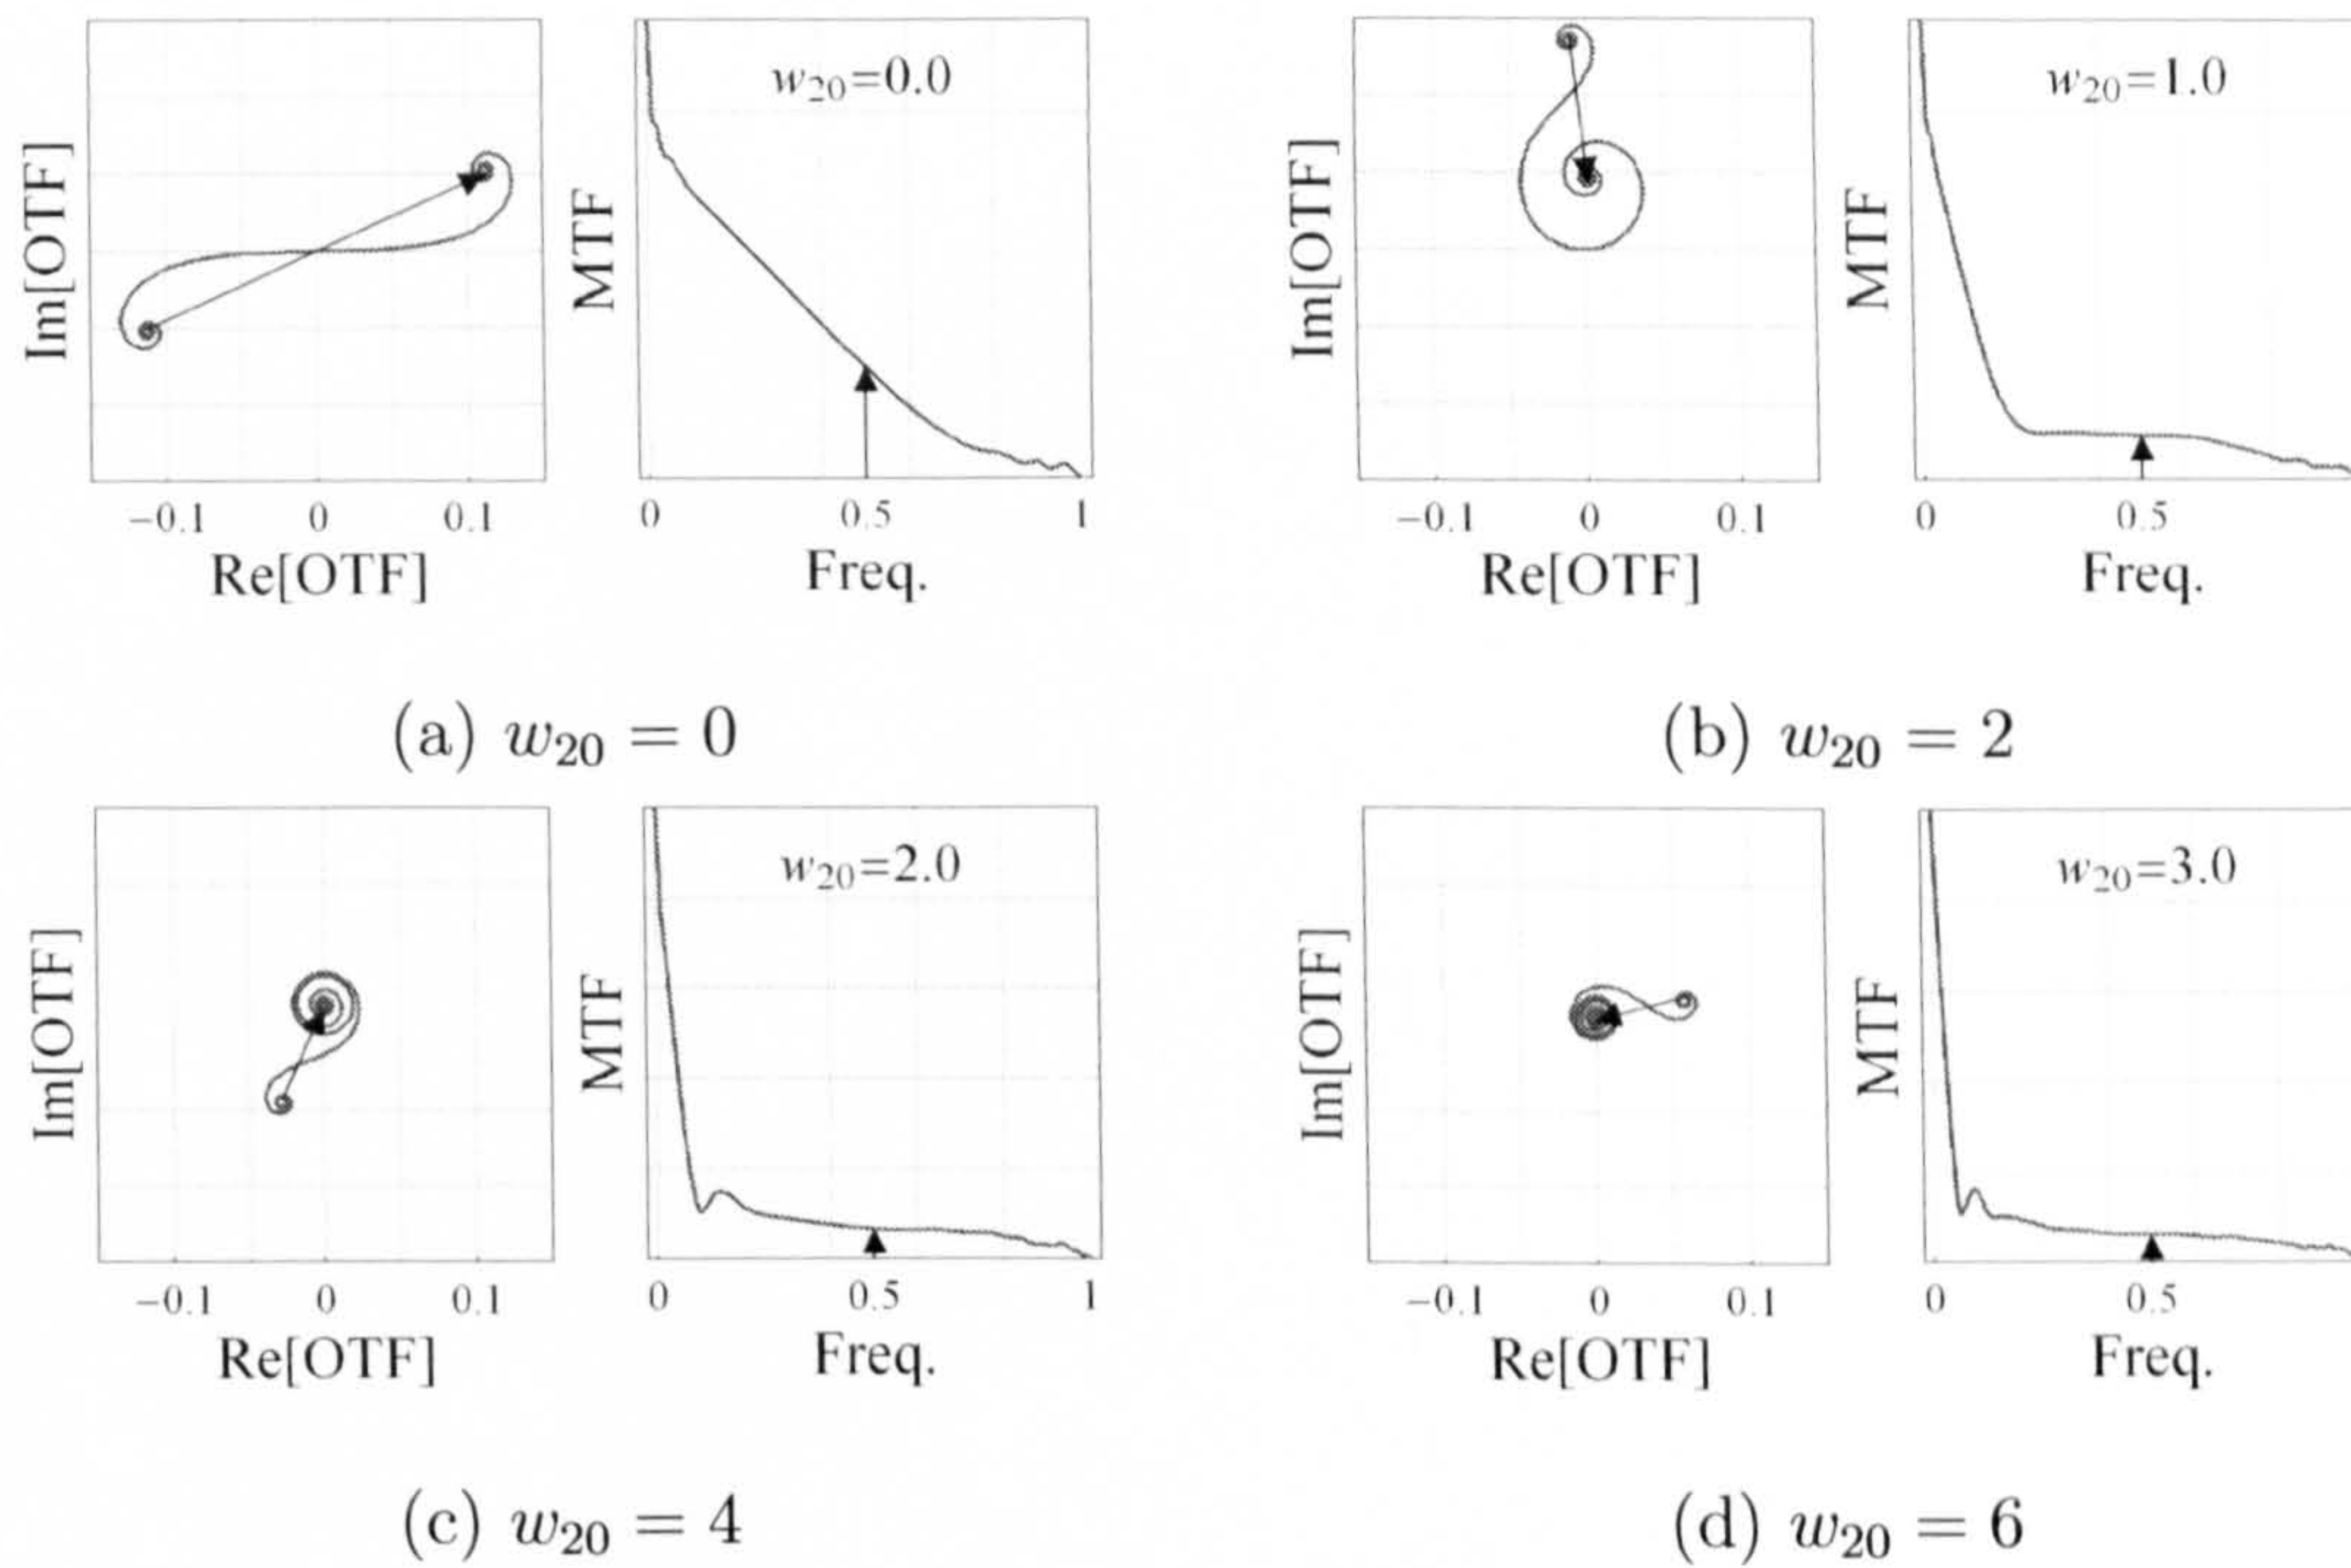 Im[OTF]
−0.1 0 0.1
Re[OTF]
MTF
w20=0.0
0 0.5 1
Freq.
(a) w20 = 0
Im[OTF]
−0.1 0 0.1
Re[OTF]
MTF
w20=1.0
0 0.5
Freq.
(b) w20 = 2
Im[OTF]
−0.1 0 0.1
Re[OTF]
MTF
w20=2.0
0 0.5 1
Freq.
(c) w20 = 4
Im[OTF]
−0.1 0 0.1
Re[OTF]
MTF
w20=3.0
0 0.5
Freq.
(d) w20 = 6